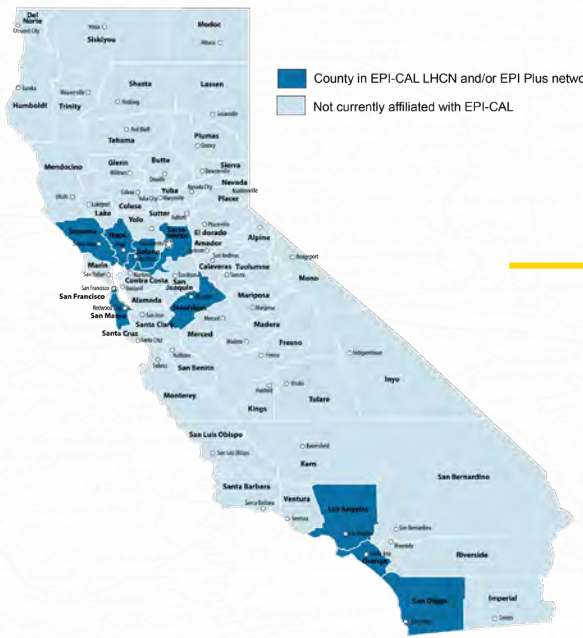 Del
Norte
Crescent City
Yreka
Siskiyou
Modoc
Alturas
County in EPI-CAL LHCN and/or EPI Plus netwo
Not currently affiliated with EPI-CAL
Eureka
Weaverville
Shasta
Lassen
Humboldt
Trinity
Redding
Susanville
Red Bluff
Tehama
Plumas
Quincy
Mendocino
Glenn
Butte
Sierra
Willows
Oroville
Downieville
Nevada
Ukiah
Colusa
Yuba
Nevada City
Placer
Lakeport
Yuba City
Marysville
Lake
Colusa
Sutter
Auburn
Yolo
Placerville
Sonoma
Napa
El dorado
Alpine
Amador
Solano
Jackson
San Andreas
Bridgeport
Marin
Calaveras
Tuolumne
San Rafael
Contra Costa
San
Joaquin
Stockton
Sonora
Mono
San Francisco
Oakland
San Francisco
Alameda
Stanislaus
Mariposa
Redwood City
San Mateo
San Jose
Merced
Mariposa
Santa Clara
Madera
Santa Cruz
Merced
Santa Cruz
Madera
Fresno
Hollister
Fresno
Independence
Salinas
San Benito
Inyo
Monterey
Hanford
Visalia
Kings
Tulare
San Luis Obispo
San Luis Obispo
Bakersfield
Kern
San Bernardino
Santa Barbara
Ventura
Santa Barbara
Los Angeles
Ventura
Los Angeles
San Bernardino
Riverside
Santa Ana
Orange
Riverside
San Diego
Imperial
San Diego